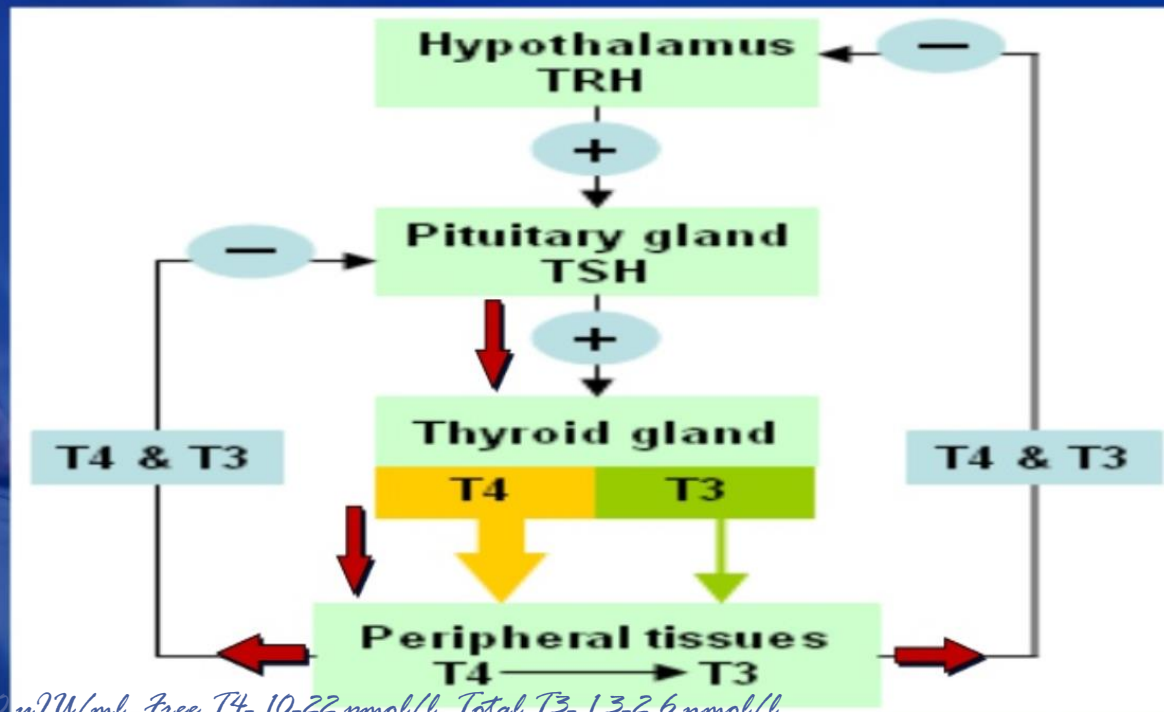 Hypothalamus
TRH
−
+
−
Pituitary gland
TSH
+
Thyroid gland
T4 & T3
T4 T3
T4 & T3
Peripheral tissues
T4 T3
Free T4- 10-22 pmol/l, Total T3- 1.3-2.6 nmol/l